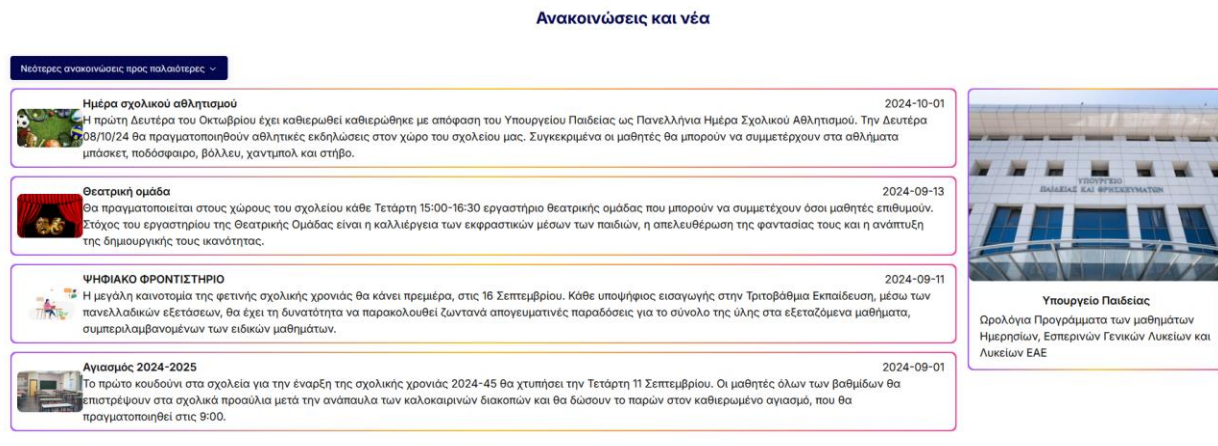 Ανακοινώσεις και νέα
Νεότερες ανακοινώσεις προς παλαιότερες
Ημέρα σχολικού αθλητισμού
2024-10-01
Η πρώτη Δευτέρα του Οκτωβρίου έχει καθιερωθεί καθιερώθηκε με απόφαση του Υπουργείου Παιδείας ως Πανελλήνια Ημέρα Σχολικού Αθλητισμού. Την Δευτέρα
08/10/24 θα πραγματοποιηθούν αθλητικές εκδηλώσεις στον χώρο του σχολείου μας. Συγκεκριμένα οι μαθητές θα μπορούν να συμμετέρχουν στα αθλήματα
μπάσκετ, ποδόσφαιρο, βόλλευ, χαντμπολ και στήβο.
Θεατρική ομάδα
2024-09-13
Θα πραγματοποιείται στους χώρους του σχολείου κάθε Τετάρτη 15:00-16:30 εργαστήριο θεατρικής ομάδας που μπορούν να συμμετέχουν όσοι μαθητές επιθυμούν.
Στόχος του εργαστηρίου της Θεατρικής Ομάδας είναι η καλλιέργεια των εκφραστικών μέσων των παιδιών, η απελευθέρωση της φαντασίας τους και η ανάπτυξη
της δημιουργικής τους ικανότητας.
ΨΗΦΙΑΚΟ ΦΡΟΝΤΙΣΤΗΡΙΟ
2024-09-11
Η μεγάλη καινοτομία της φετινής σχολικής χρονιάς θα κάνει πρεμιέρα, στις 16 Σεπτεμβρίου. Κάθε υποψήφιος εισαγωγής στην Τριτοβάθμια Εκπαίδευση, μέσω των
πανελλαδικών εξετάσεων, θα έχει τη δυνατότητα να παρακολουθεί ζωντανά απογευματινές παραδόσεις για το σύνολο της ύλης στα εξεταζόμενα μαθήματα,
συμπεριλαμβανομένων των ειδικών μαθημάτων.
Αγιασμός 2024-2025
2024-09-01
Το πρώτο κουδούνι στα σχολεία για την έναρξη της σχολικής χρονιάς 2024-45 θα χτυπήσει την Τετάρτη 11 Σεπτεμβρίου. Οι μαθητές όλων των βαθμίδων θα
επιστρέψουν στα σχολικά προαύλια μετά την ανάπαυλα των καλοκαιρινών διακοπών και θα δώσουν το παρών στον καθιερωμένο αγιασμό, που θα
πραγματοποιηθεί στις 9:00.
ΥΠΟΥΡΓΕΙΟ
ΠΑΙΔΕΙΑΣ ΚΑΙ ΘΡΗΣΚΕΥΜΑΤΩΝ
Υπουργείο Παιδείας
Ωρολόγια Προγράμματα των μαθημάτων
Ημερησίων, Εσπερινών Γενικών Λυκείων και
Λυκείων ΕΑΕ